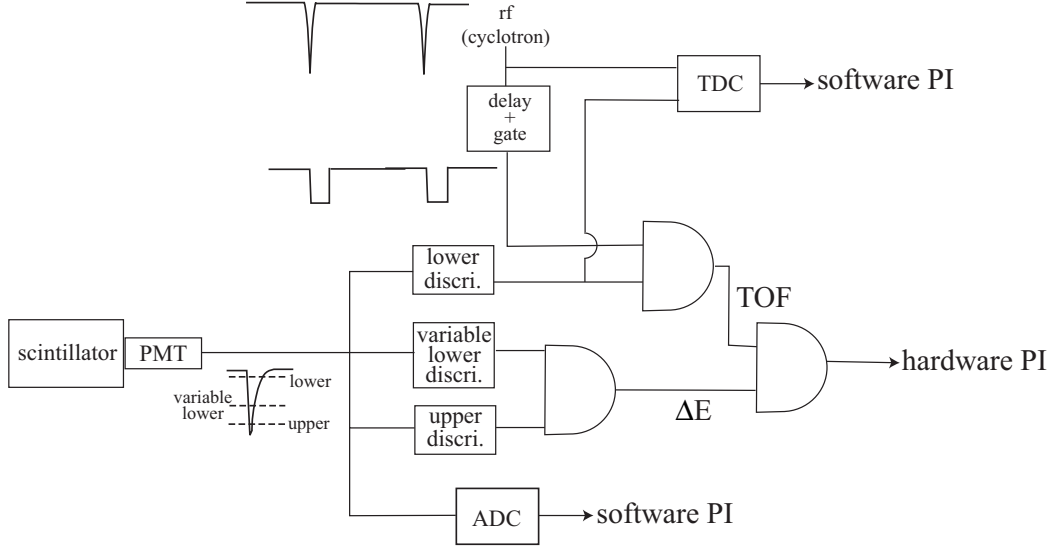 rf
(cyclotron)
delay
+
gate
TDC
software PI
lower
discri.
TOF
scintillator
PMT
variable
lower
discri.
hardware PI
lower
variable
lower
upper
upper
discri.
ΔE
ADC
software PI